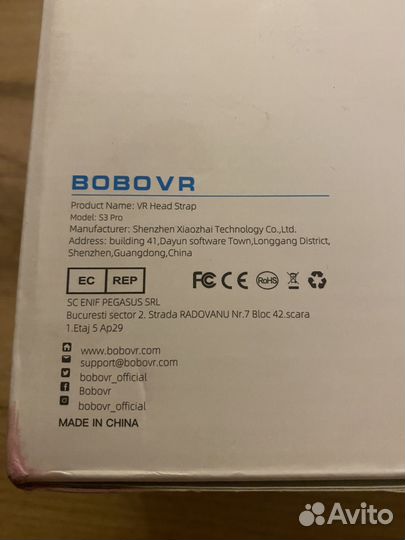 BOBOVR
Product Name: VR Head Strap
Model: S3 Pro
Manufacturer: Shenzhen Xiaozhai Technology Co.,Ltd.
Address: building 41,Dayun software Town,Longgang District,
Shenzhen,Guangdong,China
EC REP FC CE RoHS
SC ENIF PEGASUS SRL
Bucuresti sector 2. Strada RADOVANU Nr.7 Bloc 42.scara
1.Etaj 5 Ap29
www.bobovr.com
support@bobovr.com
bobovr_official
Bobovr
bobovr_official
MADE IN CHINA
Avito